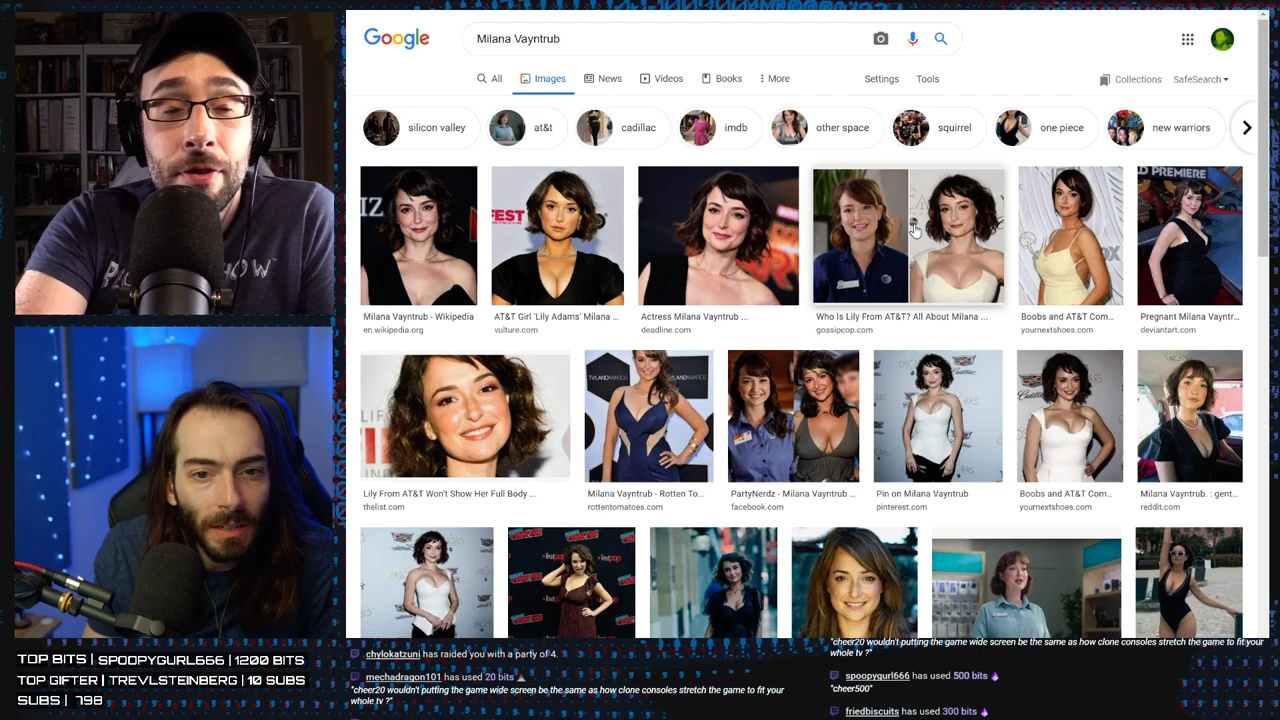 Google
Milana Vayntrub
All
Images
News
Videos
Books
More
Settings
Tools
Collections
SafeSearch
silicon valley
at&t
cadillac
imdb
other space
squirrel
one piece
new warriors
Milana Vayntrub - Wikipedia
en.wikipedia.org
AT&T Girl 'Lily Adams' Milana ...
vulture.com
Actress Milana Vayntrub ...
deadline.com
Who Is Lily From AT&T? All About Milana ...
gossipcop.com
Boobs and AT&T Com...
yournextshoes.com
Pregnant Milana Vayntr...
deviantart.com
Lily From AT&T Won't Show Her Full Body ...
thelist.com
Milana Vayntrub - Rotten To...
rottentomatoes.com
PartyNerdz - Milana Vayntrub ...
facebook.com
Pin on Milana Vayntrub
pinterest.com
Boobs and AT&T Com...
yournextshoes.com
Milana Vayntrub. : gent...
reddit.com
TOP BITS | SPOOPYGURL666 | 1200 BITS
TOP GIFTER | TREVLSTEINBERG | 10 SUBS
SUBS | 798
chylokatzuni has raided you with a party of 4.
mechadragon101 has used 20 bits
"cheer20 wouldn't putting the game wide screen be the same as how clone consoles stretch the game to fit your
whole tv ?"
"cheer20 wouldn't putting the game wide screen be the same as how clone consoles stretch the game to fit your
whole tv ?"
spoopygurl666 has used 500 bits
"cheer500"
friedbiscuits has used 300 bits